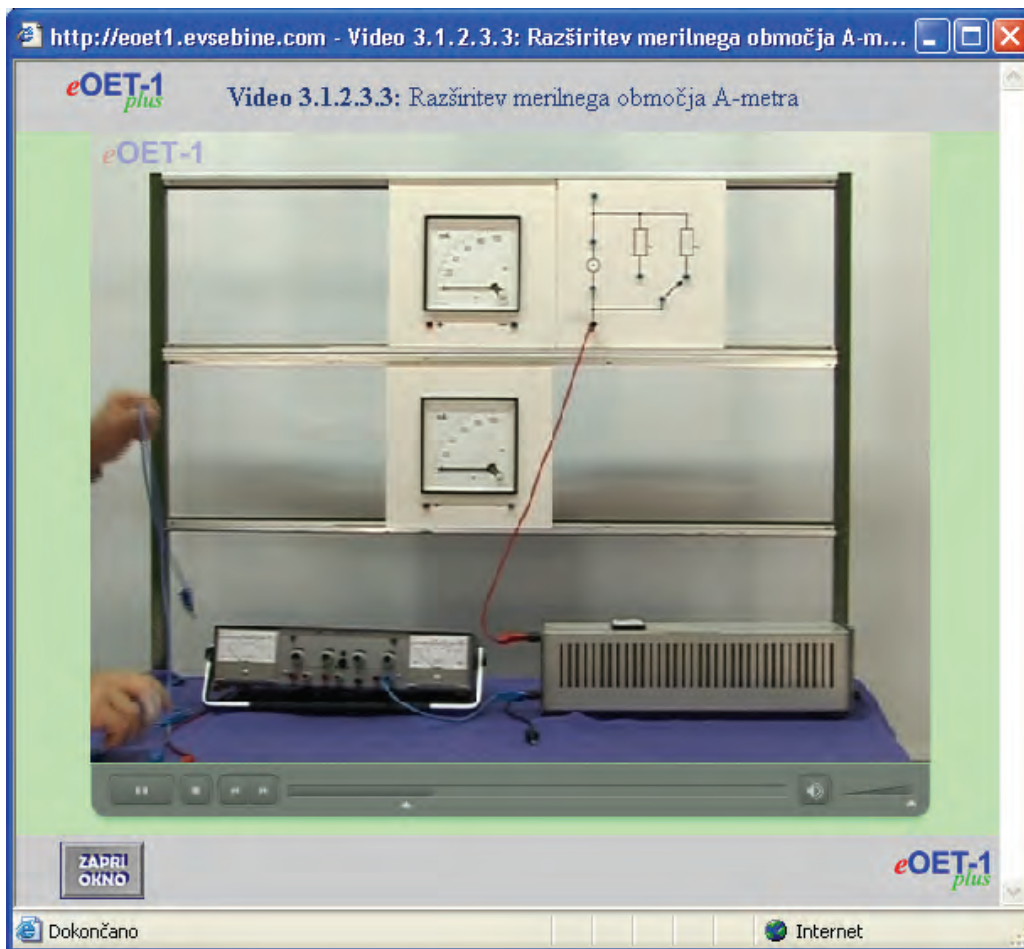 http://eoet1.evsebine.com - Video 3.1.2.3.3: Razširitev merilnega območja A-m...
eOET-1 plus
Video 3.1.2.3.3: Razširitev merilnega območja A-metra
eOET-1
ZAPRI
OKNO
eOET-1
plus
Dokončano
Internet